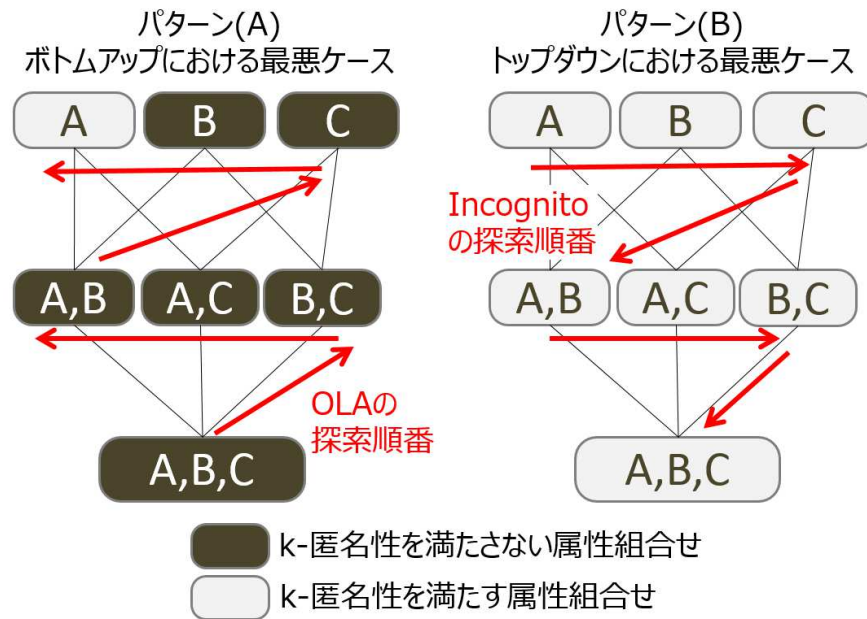 パターン(A)
ボトムアップにおける最悪ケース
A
B
C
A,B
A,C
B,C
OLAの
探索順番
A,B,C
パターン(B)
トップダウンにおける最悪ケース
A
B
C
Incognito
の探索順番
A,B
A,C
B,C
A,B,C
k-匿名性を満たさない属性組合せ
k-匿名性を満たす属性組合せ